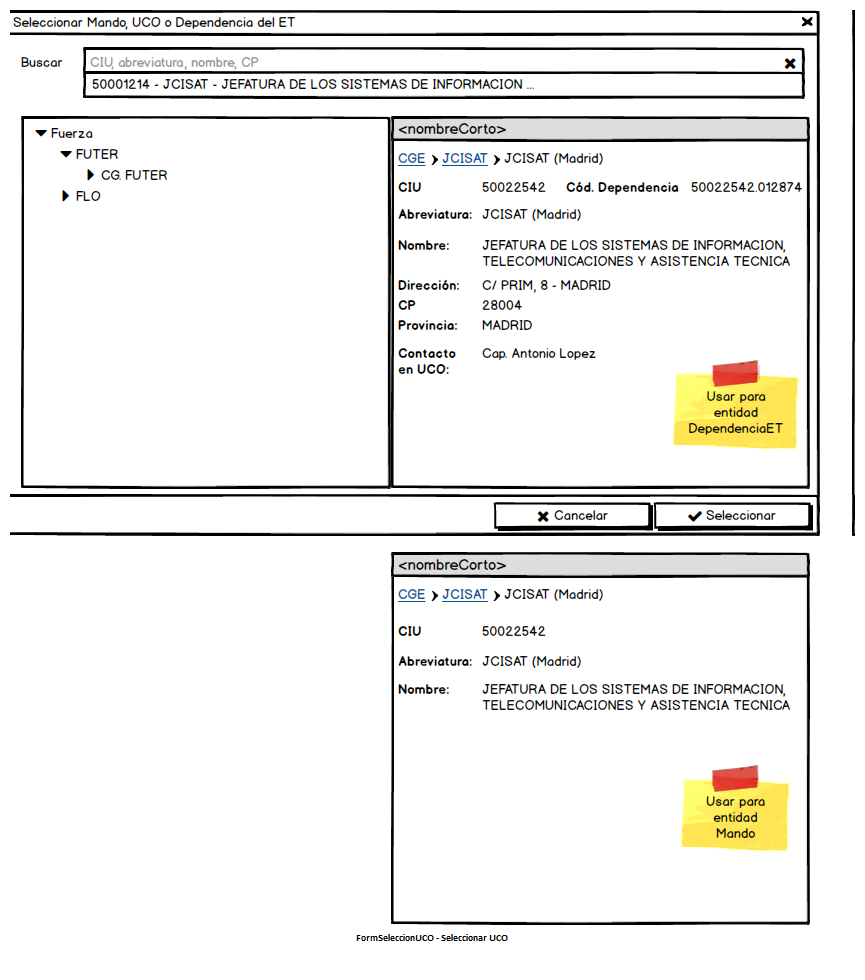 Seleccionar Mando, UCO o Dependencia del ET
Buscar
CIU, abreviatura, nombre, CP
50001214 - JCISAT - JEFATURA DE LOS SISTEMAS DE INFORMACION ...
Fuerza
FUTER
CG. FUTER
FLO
<nombreCorto>
CGE JCISAT JCISAT (Madrid)
CIU 50022542 Cód. Dependencia 50022542.012874
Abreviatura: JCISAT (Madrid)
Nombre: JEFATURA DE LOS SISTEMAS DE INFORMACION,
TELECOMUNICACIONES Y ASISTENCIA TECNICA
Dirección: C/ PRIM, 8 - MADRID
CP 28004
Provincia: MADRID
Contacto Cap. Antonio Lopez
en UCO:
Usar para
entidad
DependenciaET
Cancelar
Seleccionar
<nombreCorto>
CGE JCISAT JCISAT (Madrid)
CIU 50022542
Abreviatura: JCISAT (Madrid)
Nombre: JEFATURA DE LOS SISTEMAS DE INFORMACION,
TELECOMUNICACIONES Y ASISTENCIA TECNICA
Usar para
entidad
Mando
FormSeleccionUCO - Seleccionar UCO